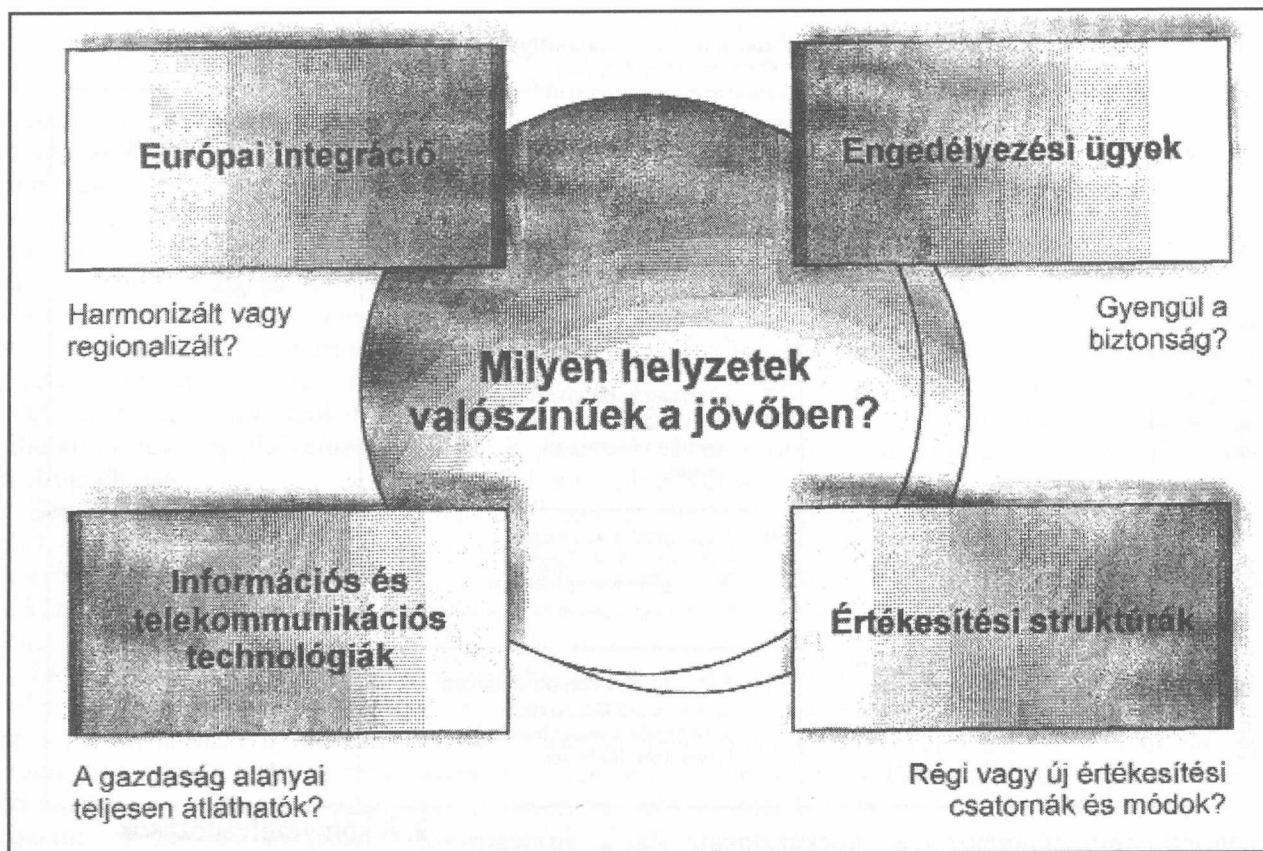 Európai integráció
Harmonizált vagy
regionalizált?
Engedélyezési ügyek
Gyengül a
biztonság?
Milyen helyzetek
valószínűek a jövőben?
Információs és
telekommunikációs
technológiák
A gazdaság alanyai
teljesen átláthatók?
Értékesítési struktúrák
Régi vagy új értékesítési
csatornák és módok?